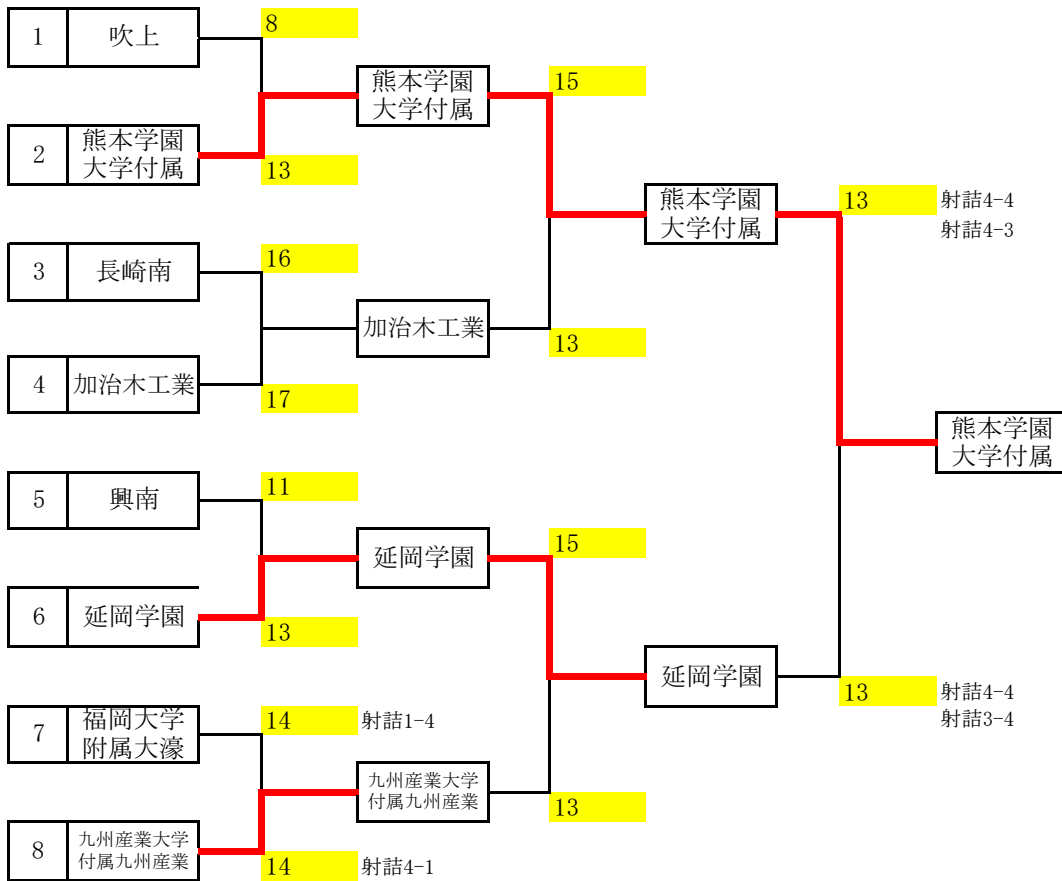 1
吹上
8
2
熊本学園
大学付属
13
熊本学園
大学付属
15
3
長崎南
16
4
加治木工業
17
加治木工業
13
熊本学園
大学付属
13
射詰4-4
射詰4-3
熊本学園
大学付属
5
興南
11
6
延岡学園
13
延岡学園
15
7
福岡大学
附属大濠
14
射詰1-4
8
九州産業大学
付属九州産業
14
射詰4-1
九州産業大学
付属九州産業
13
延岡学園
13
射詰4-4
射詰3-4